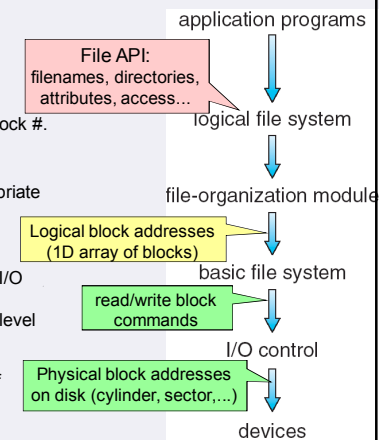 application programs
File API:
filenames, directories,
attributes, access...
ock #.
logical file system
priate
file-organization module
Logical block addresses
(1D array of blocks)
basic file system
I/O
read/write block
commands
level
I/O control
Physical block addresses
on disk (cylinder, sector,...)
devices